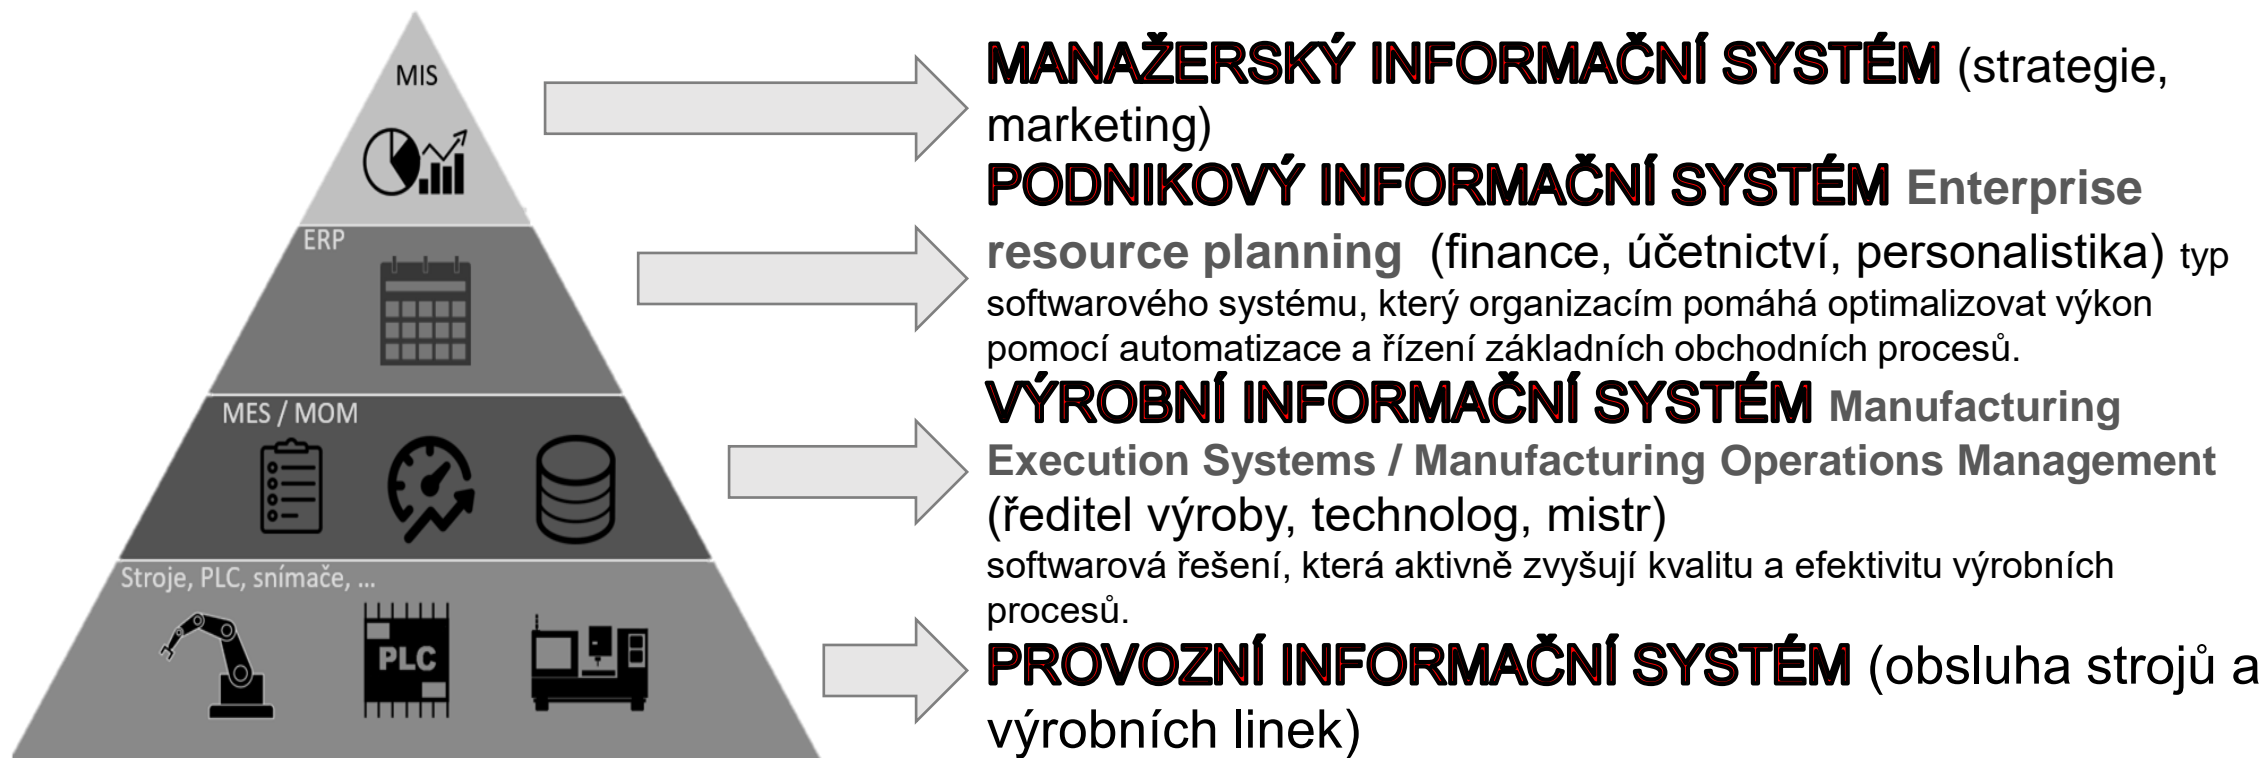 MIS
ERP
MES / MOM
Stroje, PLC, snímače, ...
PLC
MANAŽERSKÝ INFORMAČNÍ SYSTÉM (strategie,
marketing)
PODNIKOVÝ INFORMAČNÍ SYSTÉM Enterprise
resource planning (finance, účetnictví, personalistika) typ
softwarového systému, který organizacím pomáhá optimalizovat výkon
pomocí automatizace a řízení základních obchodních procesů.
VÝROBNÍ INFORMAČNÍ SYSTÉM Manufacturing
Execution Systems / Manufacturing Operations Management
(ředitel výroby, technolog, mistr)
softwarová řešení, která aktivně zvyšují kvalitu a efektivitu výrobních
procesů.
PROVOZNÍ INFORMAČNÍ SYSTÉM (obsluha strojů a
výrobních linek)